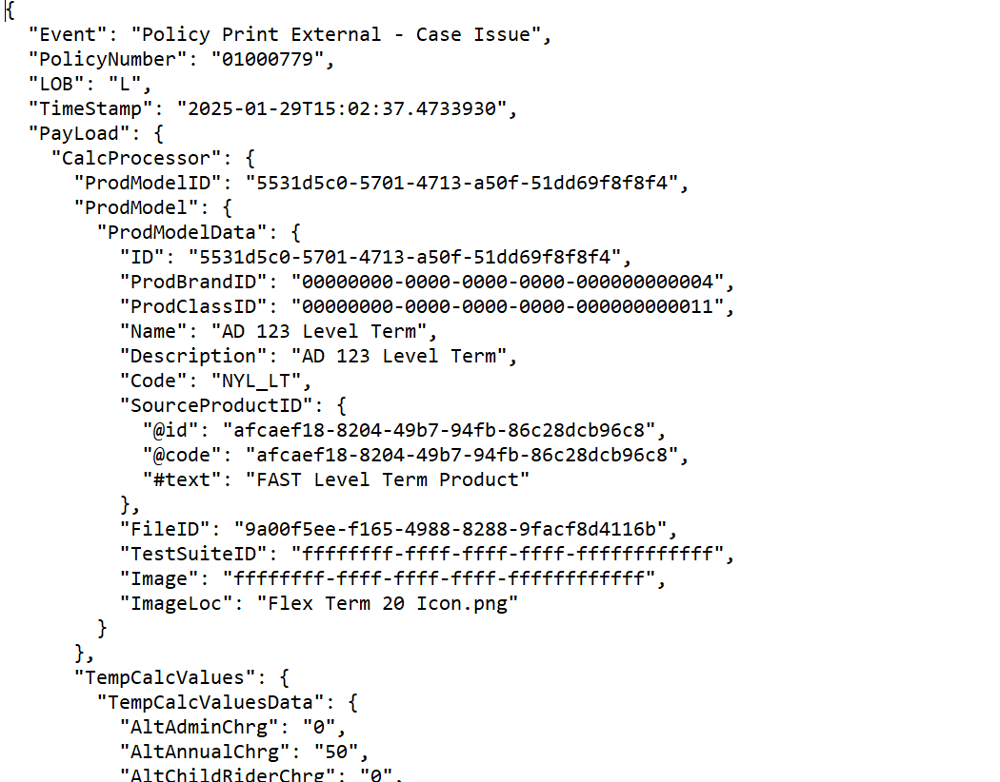 {
"Event": "Policy Print External - Case Issue",
"PolicyNumber": "01000779",
"LOB": "L",
"TimeStamp": "2025-01-29T15:02:37.4733930",
"PayLoad": {
"CalcProcessor": {
"ProdModelID": "5531d5c0-5701-4713-a50f-51dd69f8f8f4",
"ProdModel": {
"ProdModelData": {
"ID": "5531d5c0-5701-4713-a50f-51dd69f8f8f4",
"ProdBrandID": "00000000-0000-0000-0000-000000000004",
"ProdClassID": "00000000-0000-0000-0000-000000000011",
"Name": "AD 123 Level Term",
"Description": "AD 123 Level Term",
"Code": "NYL_LT",
"SourceProductID": {
"@id": "afcaef18-8204-49b7-94fb-86c28dcb96c8",
"@code": "afcaef18-8204-49b7-94fb-86c28dcb96c8",
"#text": "FAST Level Term Product"
},
"FileID": "9a00f5ee-f165-4988-8288-9facf8d4116b",
"TestSuiteID": "ffffffff-ffff-ffff-ffff-ffffffffffff",
"Image": "ffffffff-ffff-ffff-ffff-ffffffffffff",
"ImageLoc": "Flex Term 20 Icon.png"
}
},
"TempCalcValues": {
"TempCalcValuesData": {
"AltAdminChrg": "0",
"AltAnnualChrg": "50",
"AltChildRiderChrg": "0",